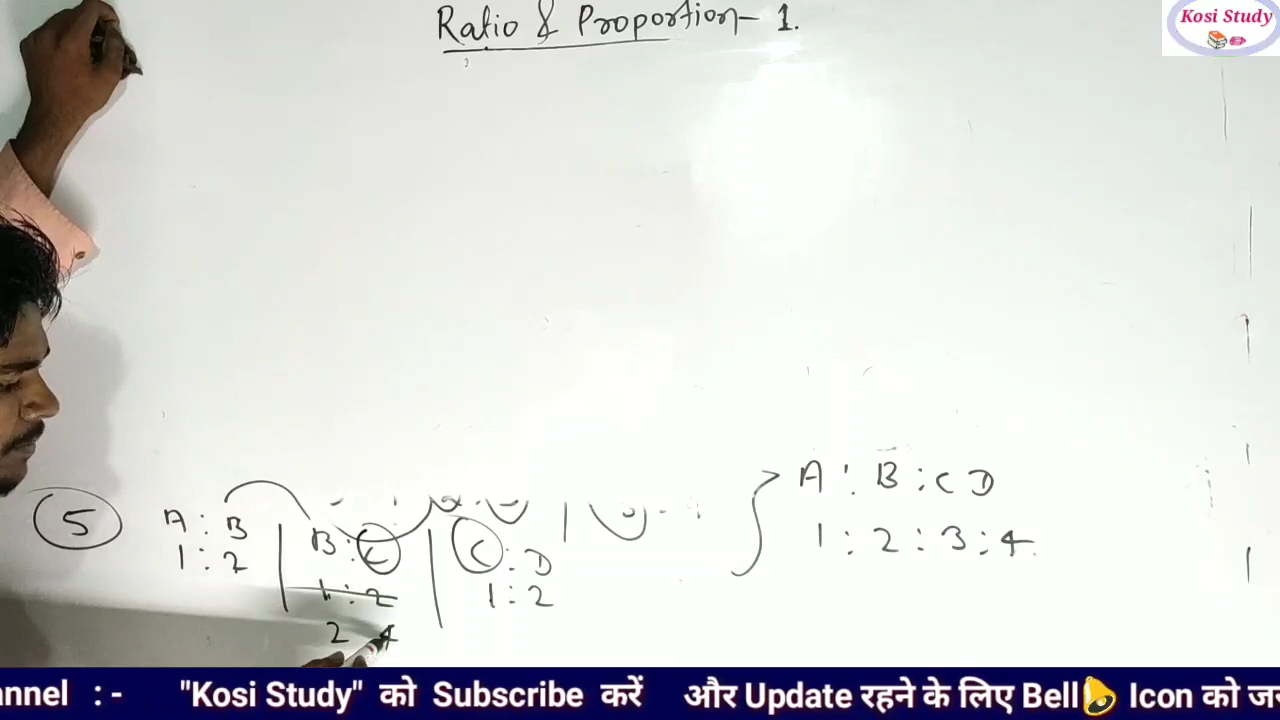 Ratio & Proportion- 1.
Kosi Study
5
A : B
1 : 2
B : C
1 : 2
2 4
C : D
1 : 2
A : B : C D
1 : 2 : 3 : 4
annel : - "Kosi Study" को Subscribe करें और Update रहने के लिए Bell Icon को ज